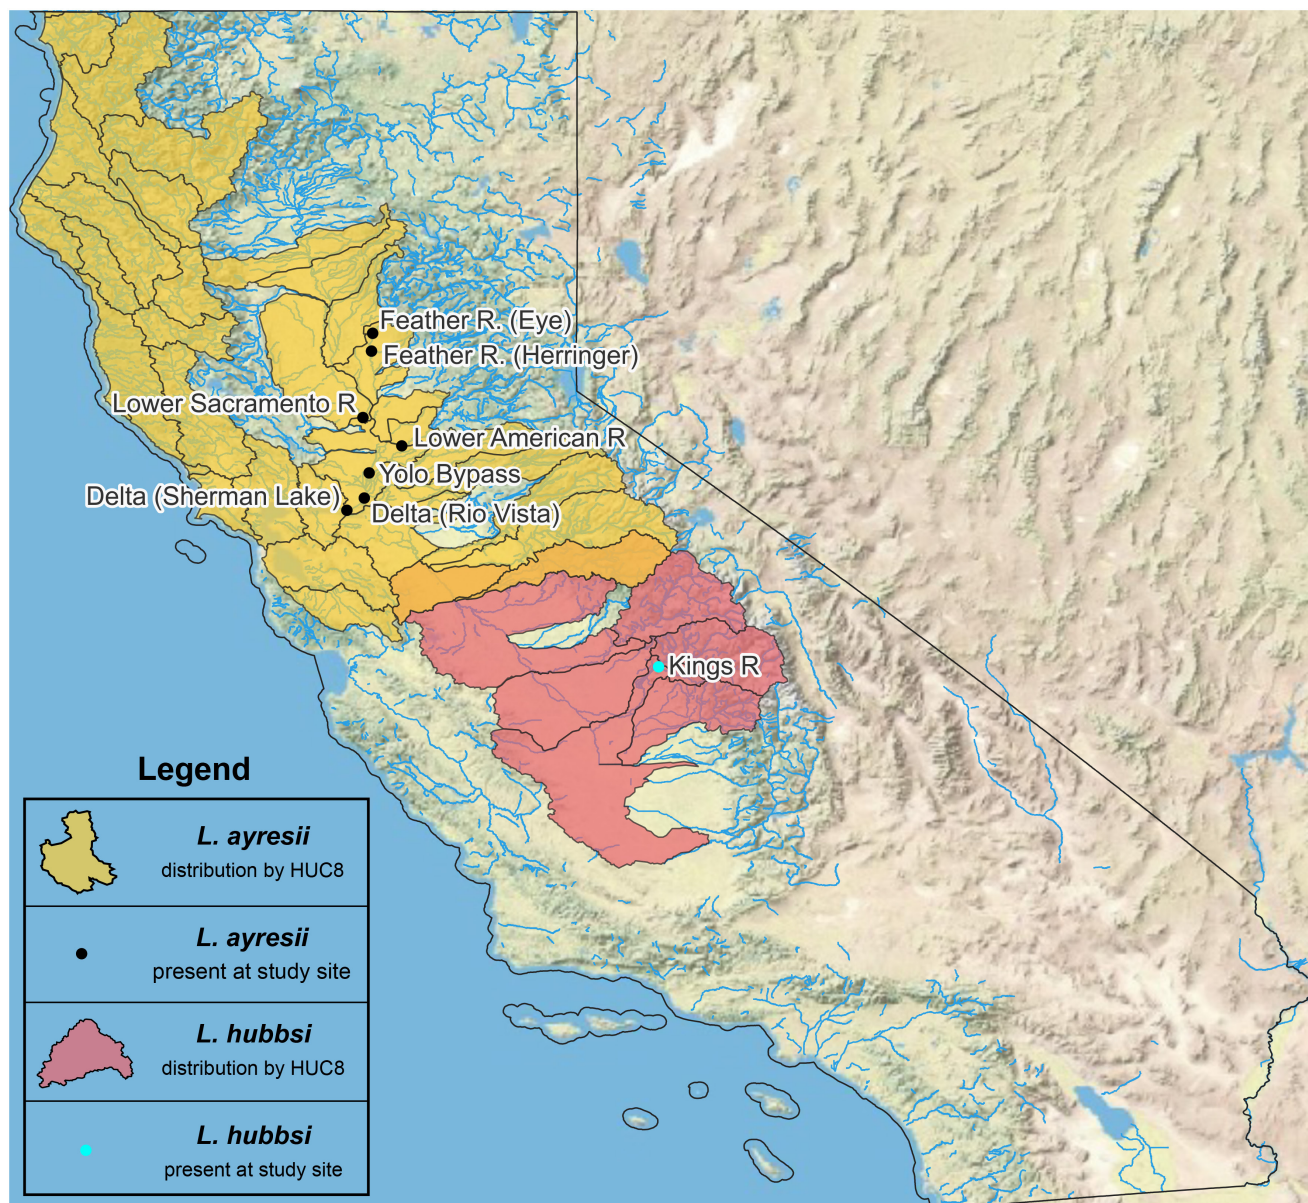 Feather R. (Eye)
Feather R. (Herringer)
Lower Sacramento R
Lower American R
Yolo Bypass
Delta (Sherman Lake)
Delta (Rio Vista)
Kings R
Legend
L. ayresii
distribution by HUC8
L. ayresii
present at study site
L. hubbsi
distribution by HUC8
L. hubbsi
present at study site